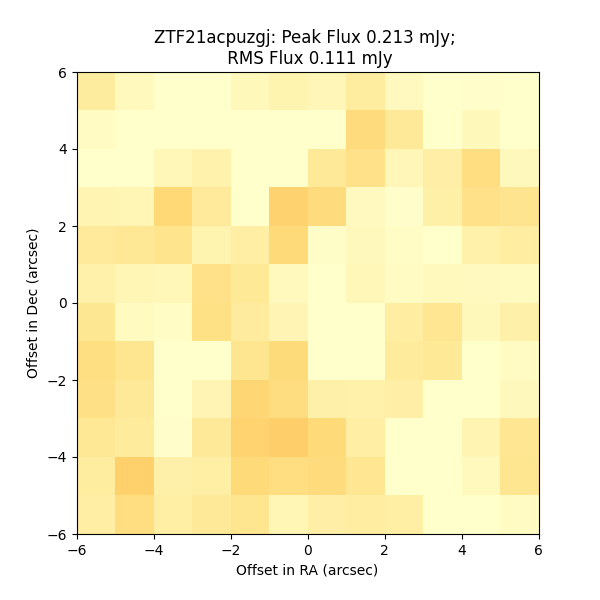 ZTF21acpuzgj: Peak Flux 0.213 mJy;
RMS Flux 0.111 mJy
6
4
2
0
−2
−4
−6
Offset in Dec (arcsec)
−6 −4 −2 0 2 4 6
Offset in RA (arcsec)